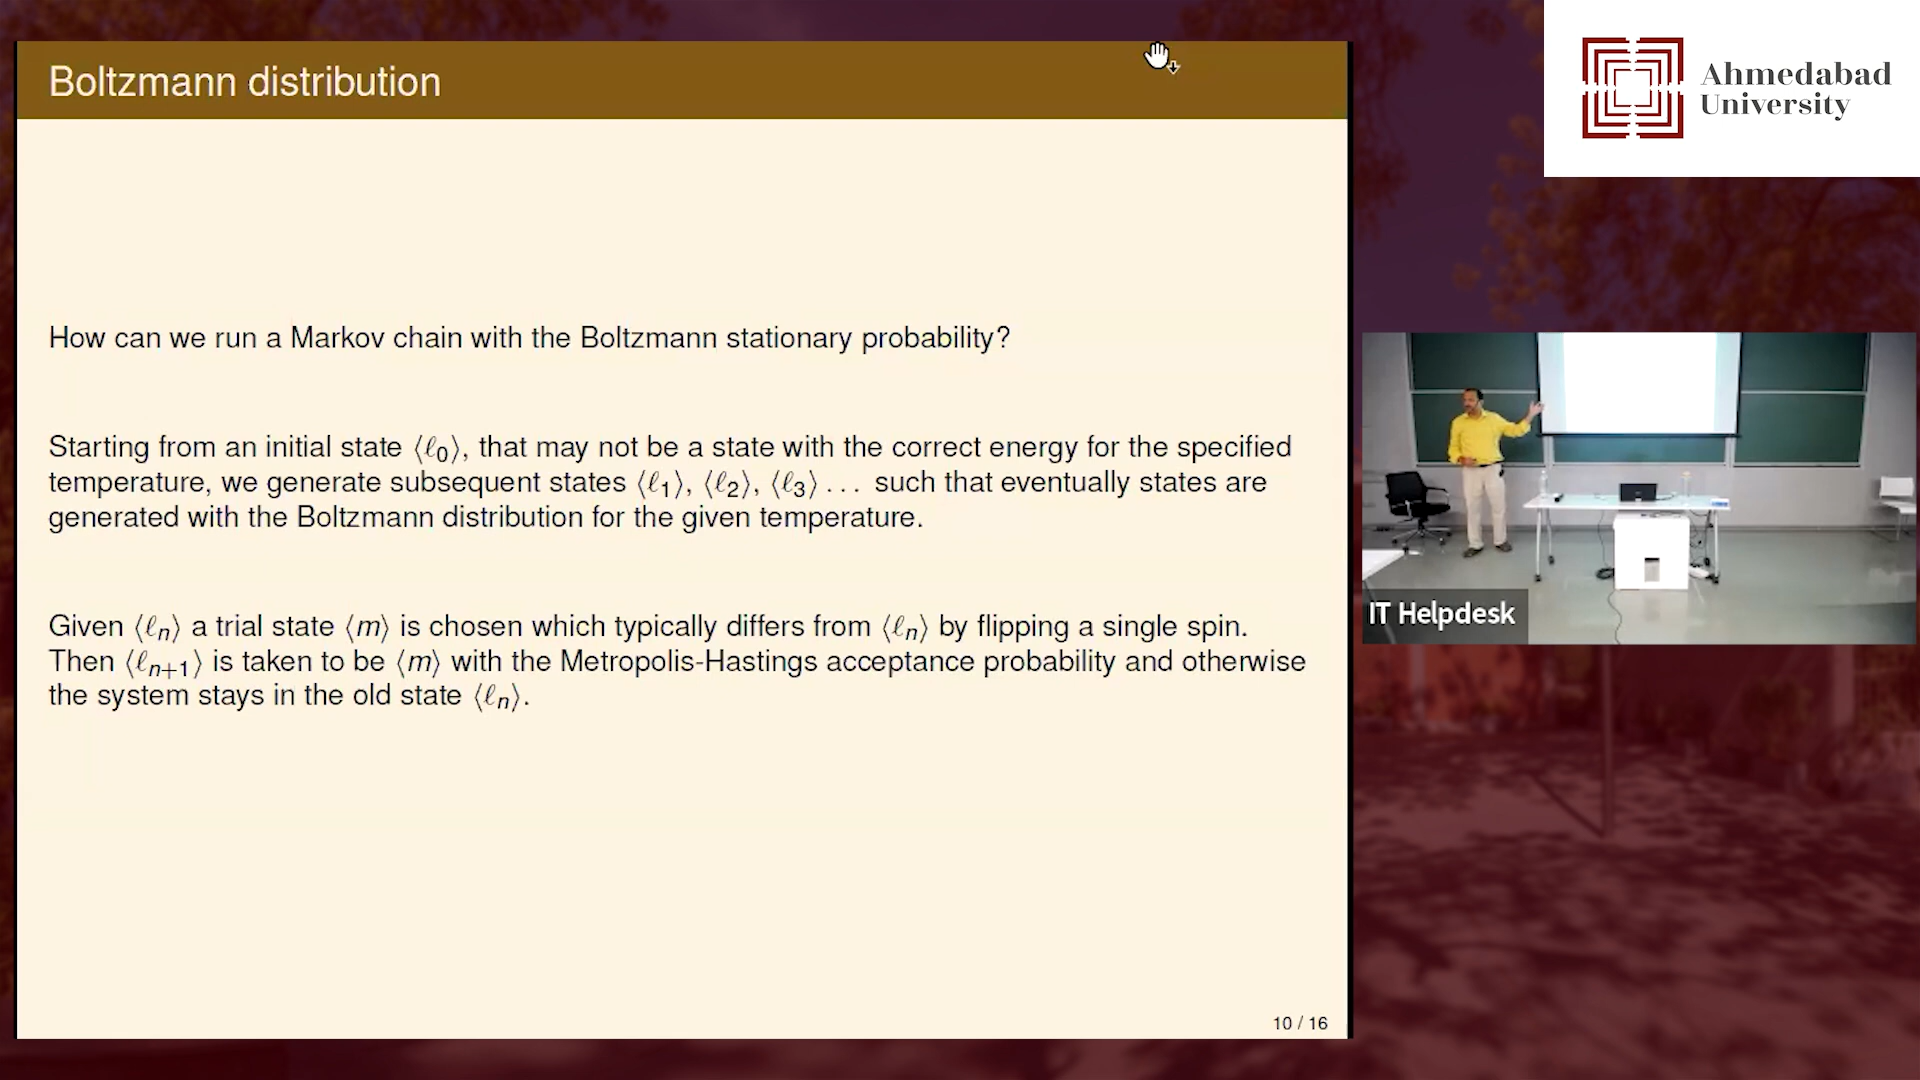 Boltzmann distribution
How can we run a Markov chain with the Boltzmann stationary probability?
Starting from an initial state ⟨ℓ₀⟩, that may not be a state with the correct energy for the specified
temperature, we generate subsequent states ⟨ℓ₁⟩, ⟨ℓ₂⟩, ⟨ℓ₃⟩ . . . such that eventually states are
generated with the Boltzmann distribution for the given temperature.
Given ⟨ℓₙ⟩ a trial state ⟨m⟩ is chosen which typically differs from ⟨ℓₙ⟩ by flipping a single spin.
Then ⟨ℓₙ₊₁⟩ is taken to be ⟨m⟩ with the Metropolis-Hastings acceptance probability and otherwise
the system stays in the old state ⟨ℓₙ⟩.
10 / 16
Ahmedabad
University
IT Helpdesk